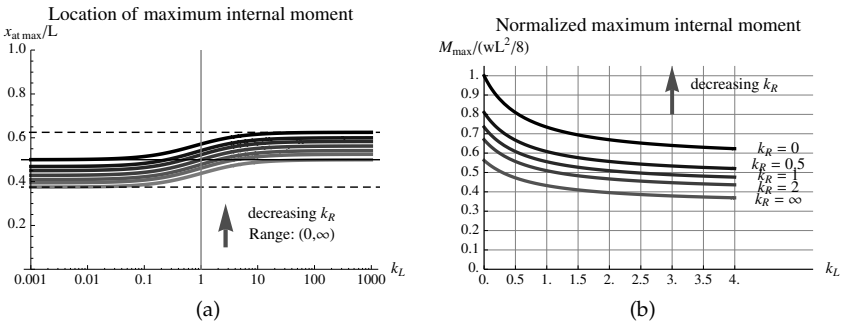 Location of maximum internal moment
x_at max/L
1.0
0.8
0.6
0.4
0.2
decreasing k_R
Range: (0,∞)
0.001 0.01 0.1 1 10 100 1000
k_L
(a)
Normalized maximum internal moment
M_max/(wL²/8)
1.
0.9
0.8
0.7
0.6
0.5
0.4
0.3
0.2
0.1
0.
decreasing k_R
k_R = 0
k_R = 0.5
k_R = 1
k_R = 2
k_R = ∞
0. 0.5 1. 1.5 2. 2.5 3. 3.5 4.
k_L
(b)